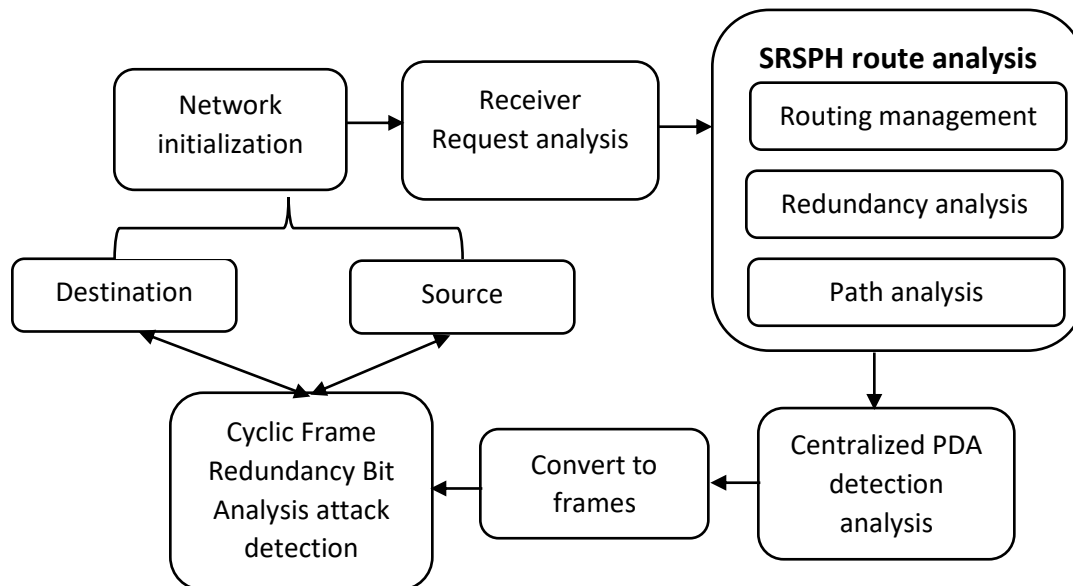 Network
initialization
Receiver
Request analysis
SRSPH route analysis
Routing management
Redundancy analysis
Path analysis
Destination
Source
Cyclic Frame
Redundancy Bit
Analysis attack
detection
Convert to
frames
Centralized PDA
detection
analysis